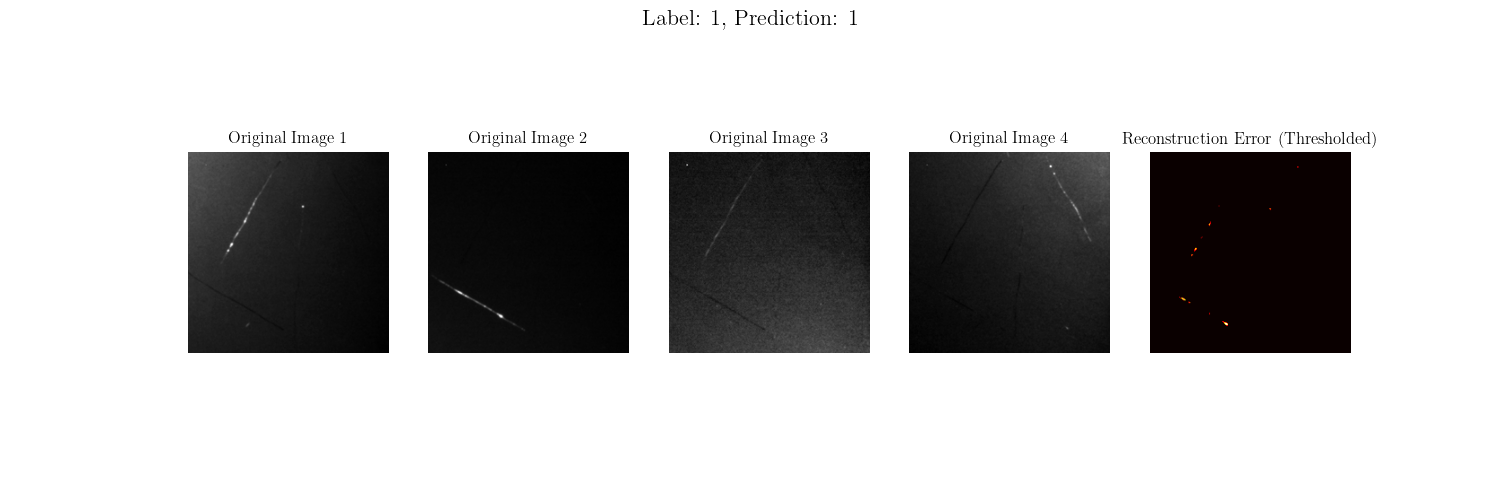 Label: 1, Prediction: 1
Original Image 1
Original Image 2
Original Image 3
Original Image 4
Reconstruction Error (Thresholded)